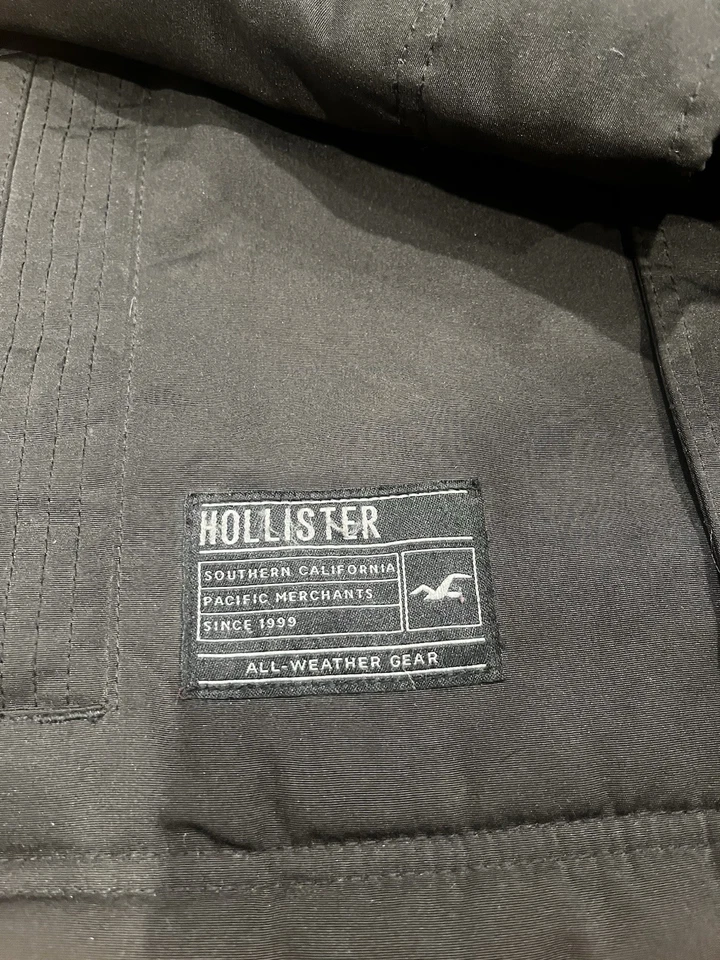 HOLLISTER
SOUTHERN CALIFORNIA
PACIFIC MERCHANTS
SINCE 1999
ALL-WEATHER GEAR